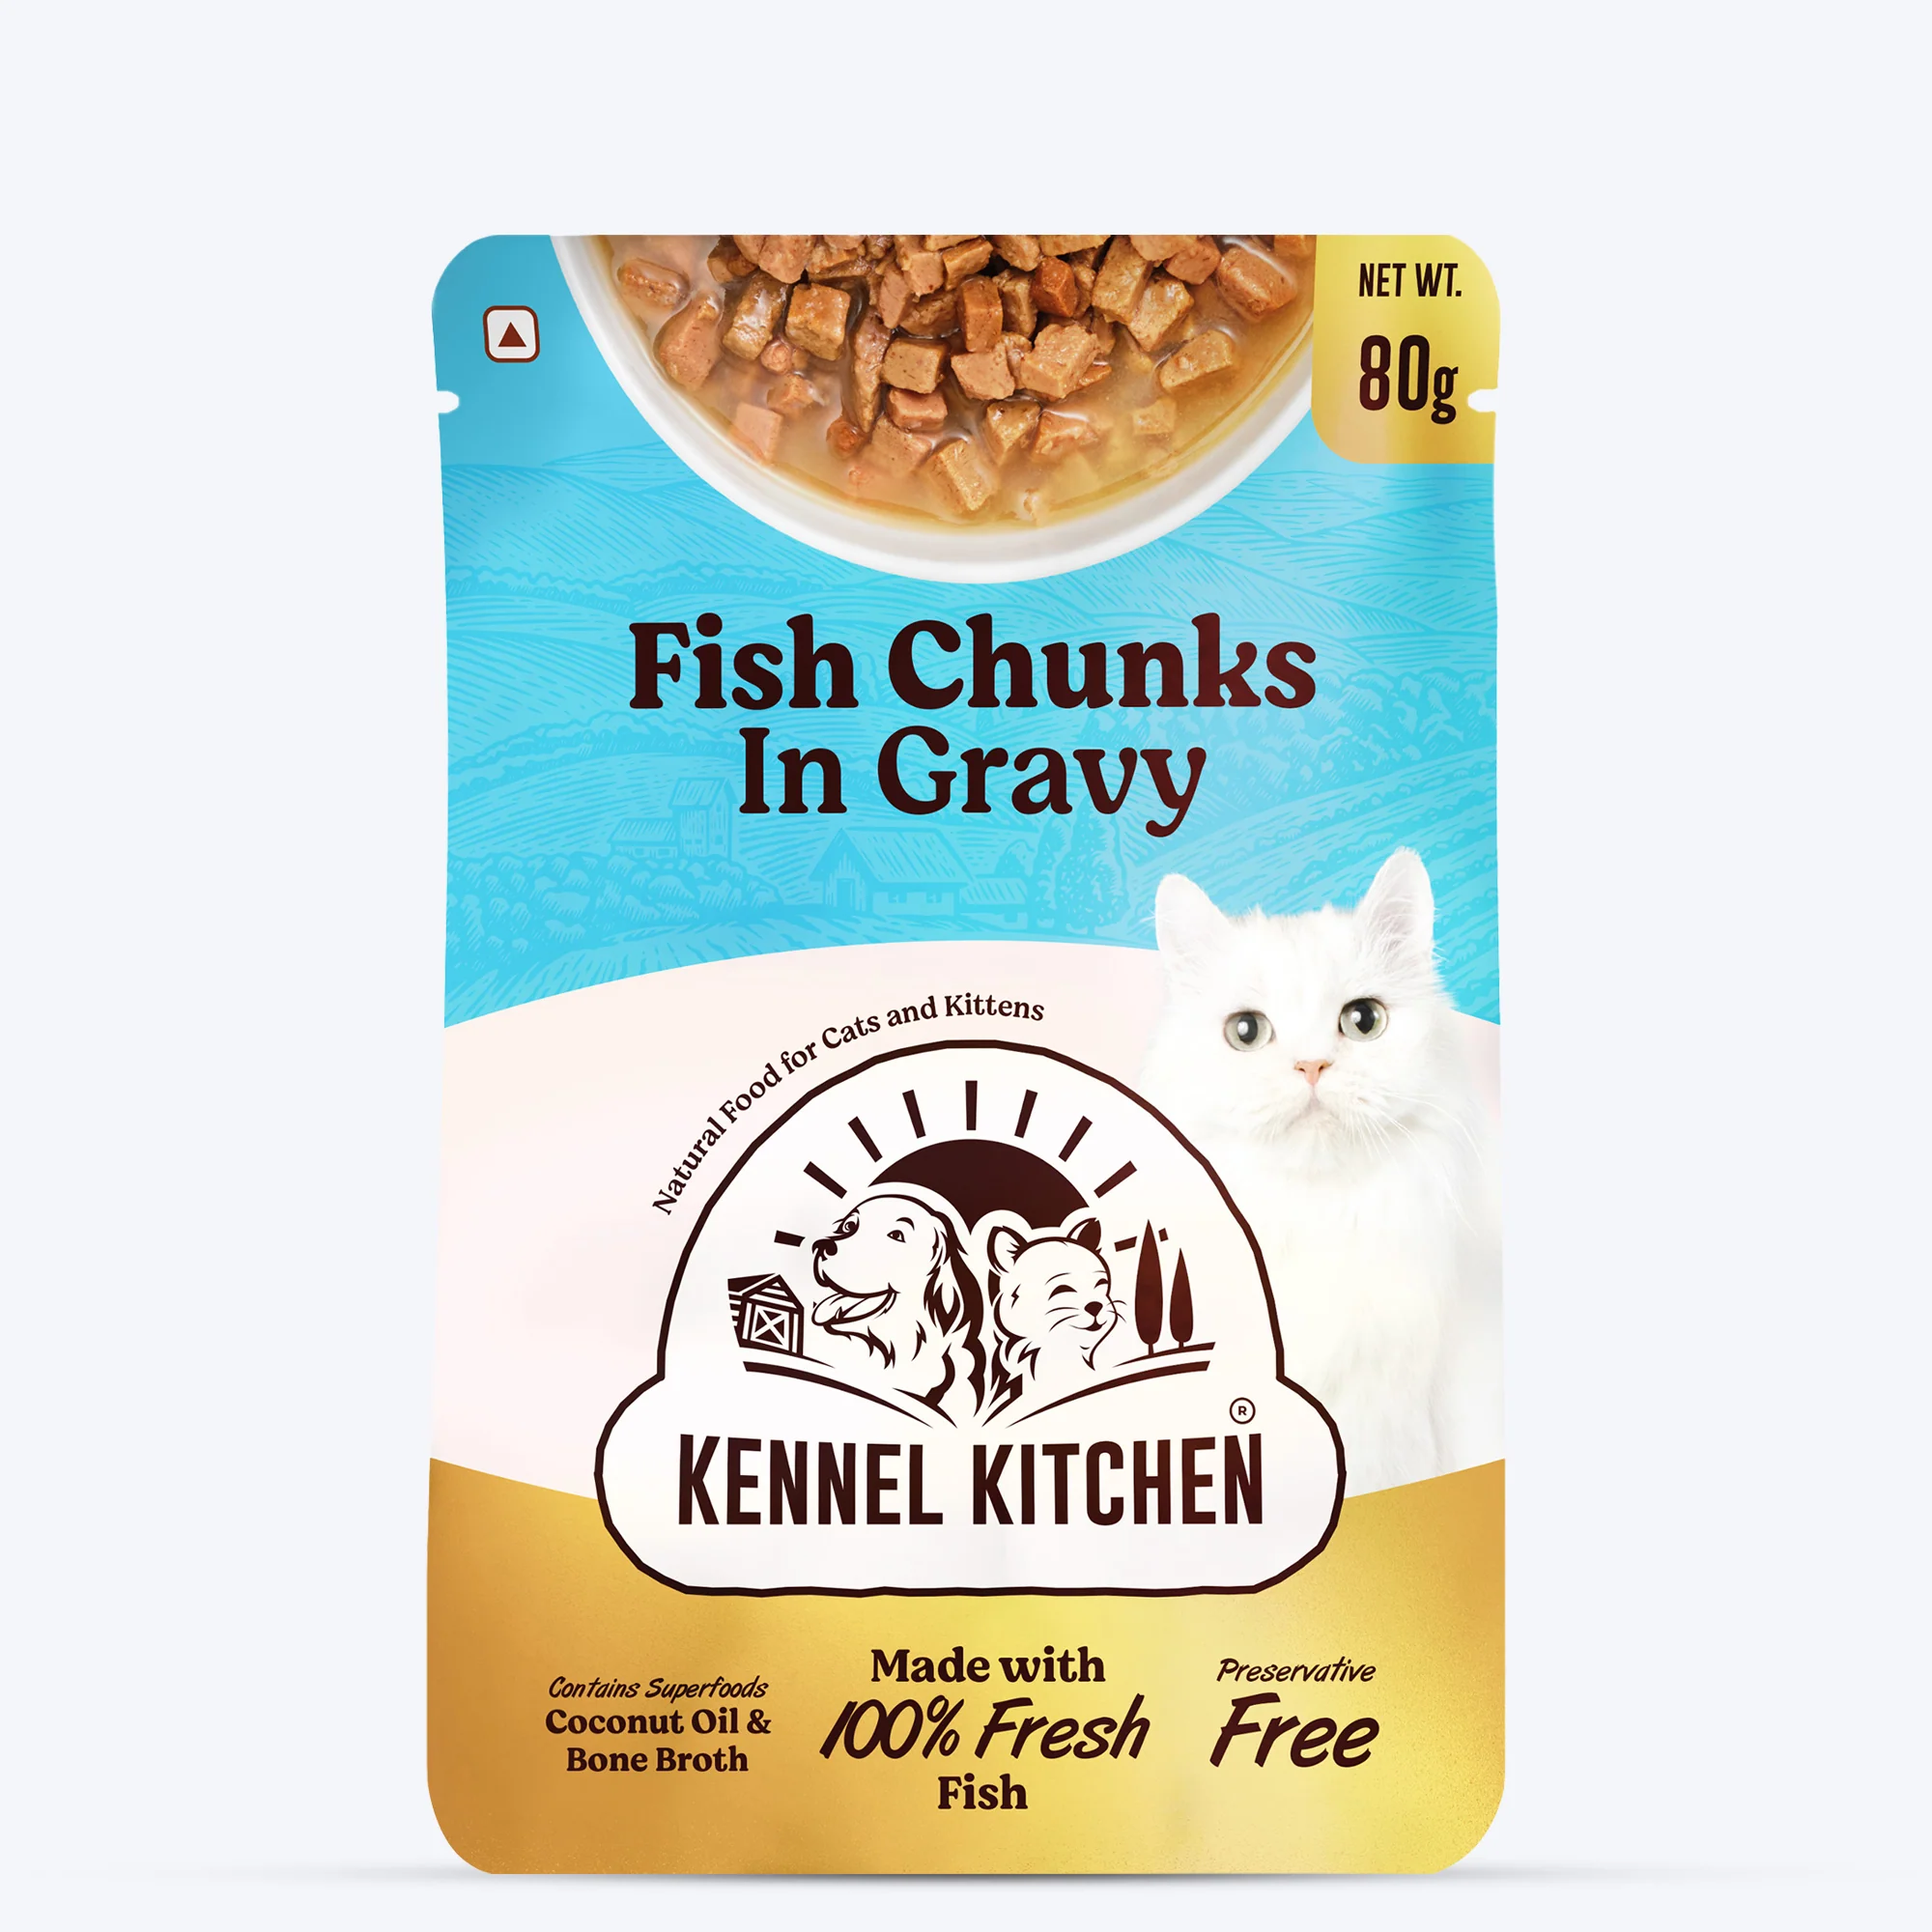 NET WT.
80g
Fish Chunks
In Gravy
Natural Food for Cats and Kittens
®
KENNEL KITCHEN
Contains Superfoods
Coconut Oil &
Bone Broth
Made with
100% Fresh
Fish
Preservative
Free